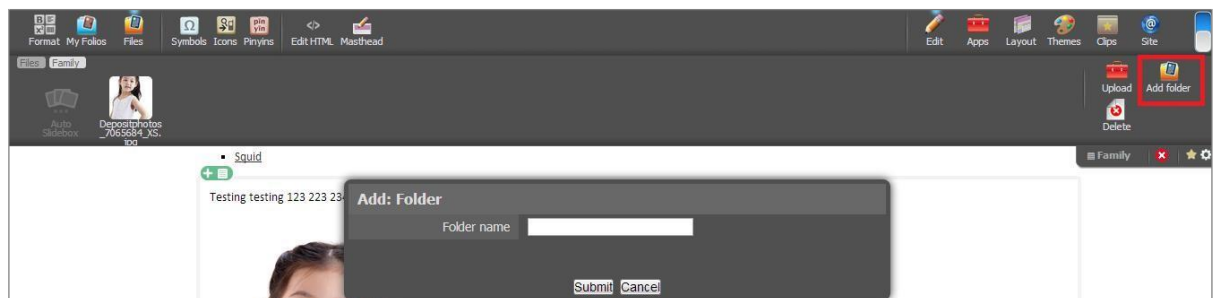 Format My Folios Files Symbols Icons Pinyins Edit HTML Masthead Edit Apps Layout Themes Clips Site
Files Family
Upload Add folder
Auto Slidebox
Depositphotos
_7065684_XS.
jpg
Delete
Squid
Family
Testing testing 123 223 23
Add: Folder
Folder name
Submit Cancel